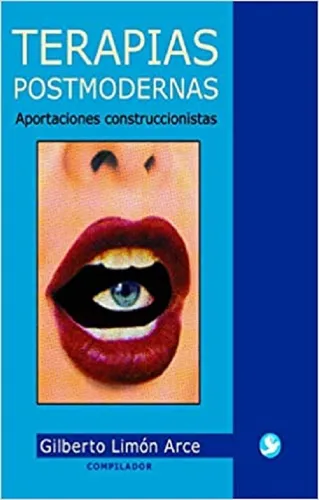 TERAPIAS
POSTMODERNAS
Aportaciones construccionistas
Gilberto Limón Arce
COMPILADOR